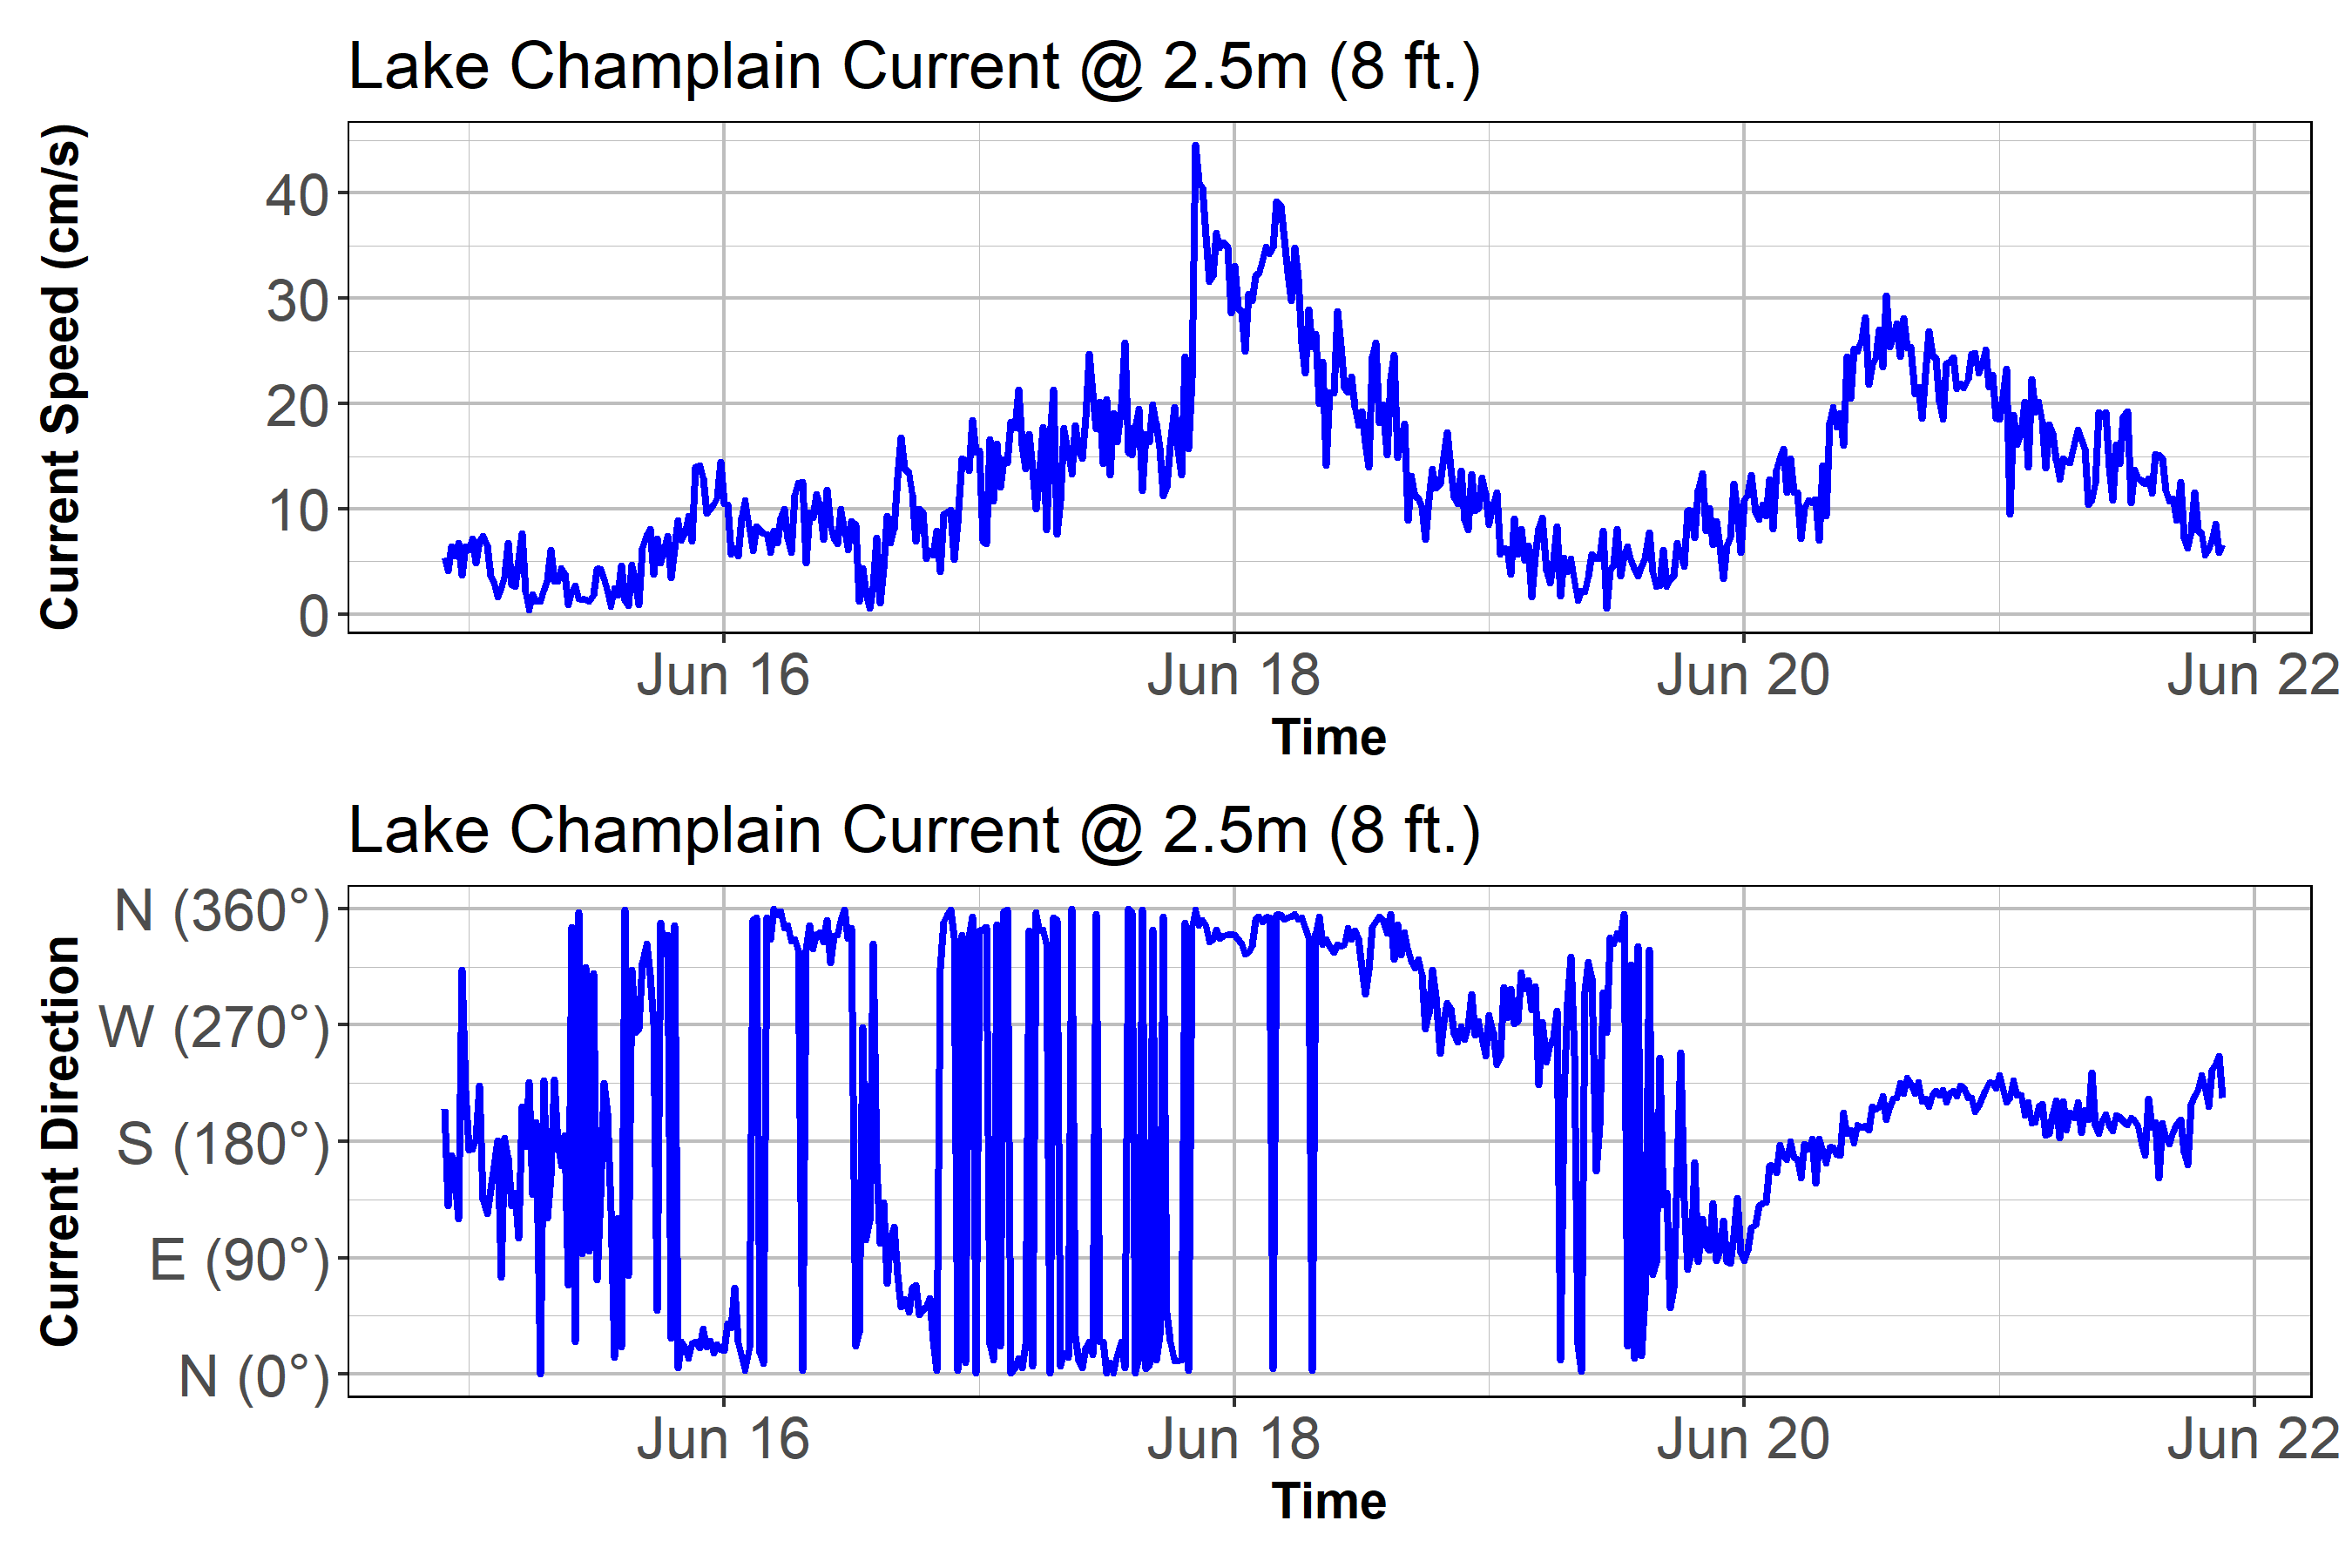 Lake Champlain Current @ 2.5m (8 ft.)
Current Speed (cm/s)
40
30
20
10
0
Jun 16 Jun 18 Jun 20 Jun 22
Time
Lake Champlain Current @ 2.5m (8 ft.)
Current Direction
N (360°)
W (270°)
S (180°)
E (90°)
N (0°)
Jun 16 Jun 18 Jun 20 Jun 22
Time